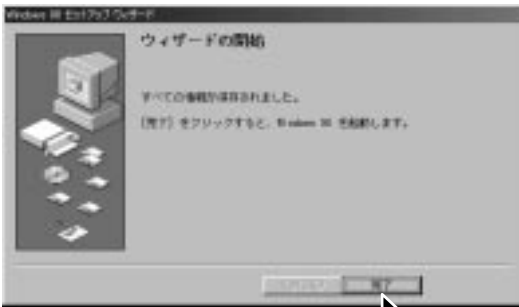 Windows 98 セットアップ ウィザード
ウィザードの開始
すべての情報が保存されました。
[完了] をクリックすると、Windows 98 を起動します。
完了